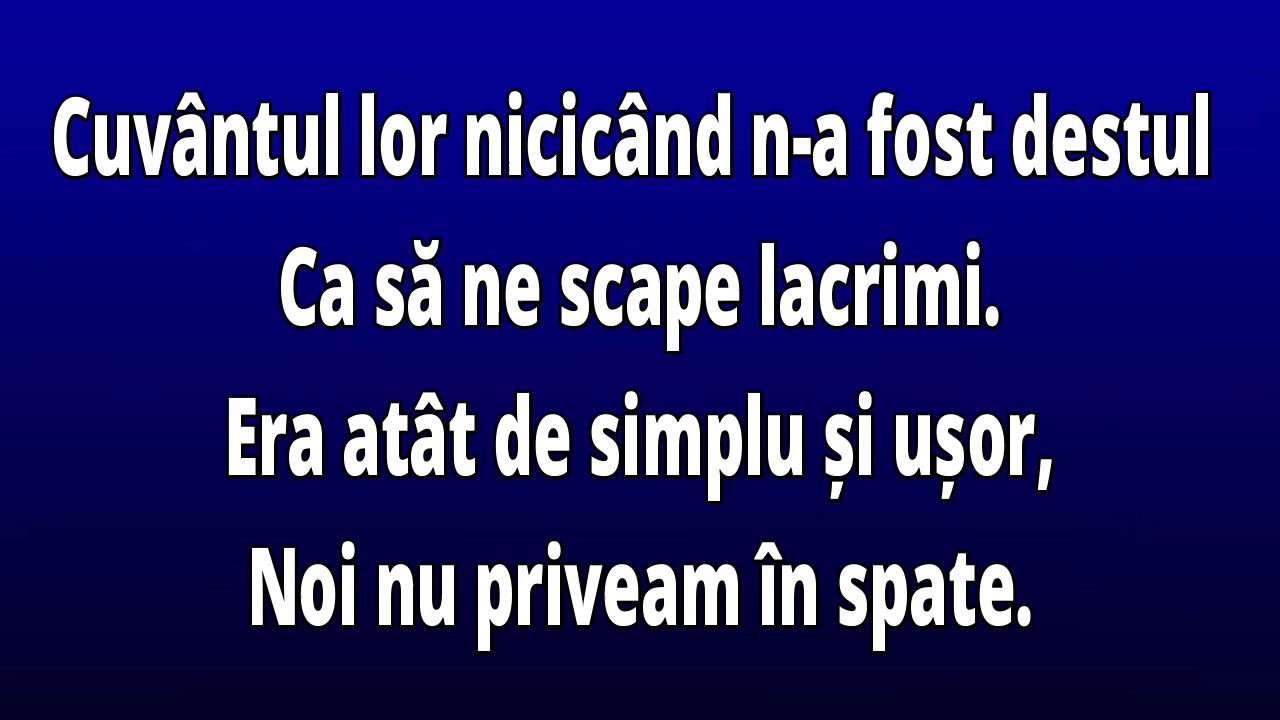 Cuvântul lor nicicând n-a fost destul
Ca să ne scape lacrimi.
Era atât de simplu și ușor,
Noi nu priveam în spate.